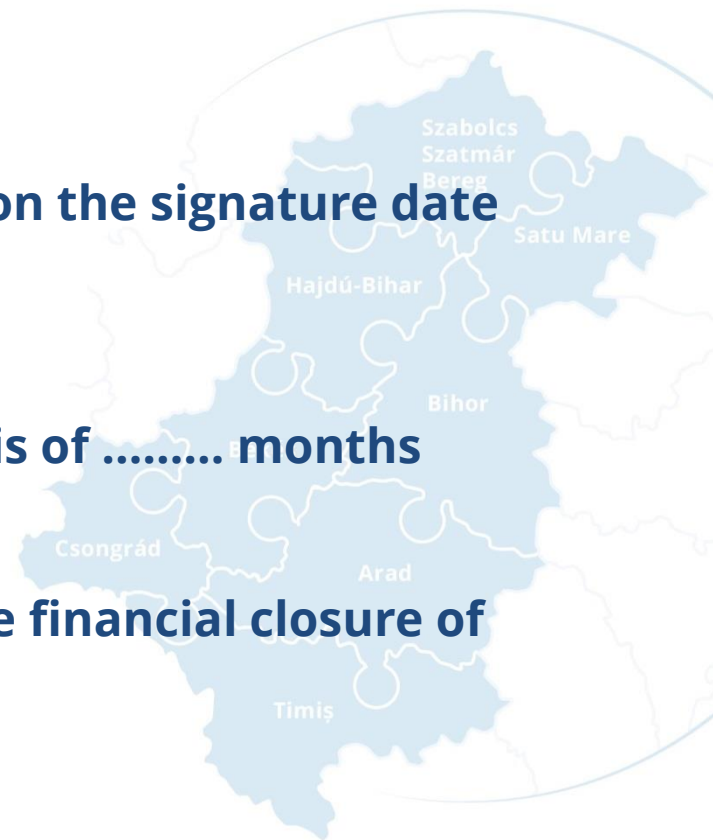 Szabolcs
Szatmár
Bereg
on the signature date
Satu Mare
Hajdú-Bihar
Bihor
is of ......... months
Csongrád
Arad
e financial closure of
Timiș